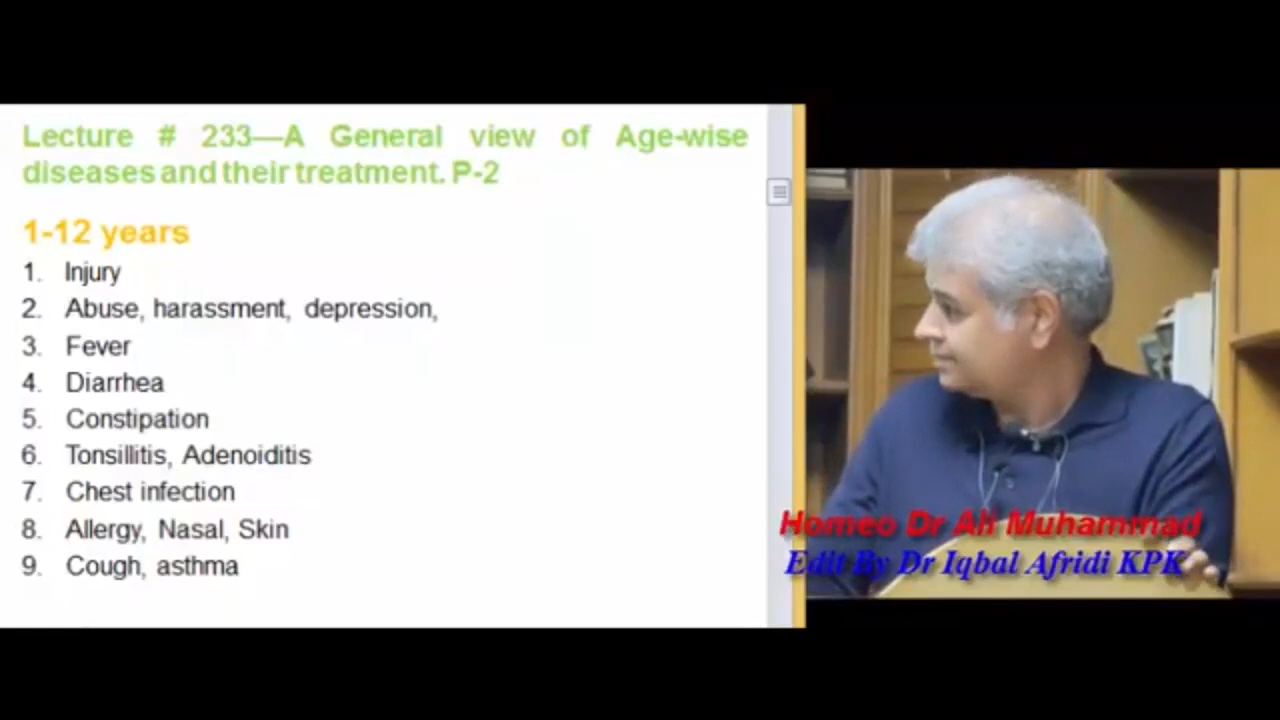 Lecture # 233—A General view of Age-wise
diseases and their treatment. P-2
1-12 years
1. Injury
2. Abuse, harassment, depression,
3. Fever
4. Diarrhea
5. Constipation
6. Tonsillitis, Adenoiditis
7. Chest infection
8. Allergy, Nasal, Skin
9. Cough, asthma
Homeo Dr Ali Muhammad
Edit By Dr Iqbal Afridi KPK